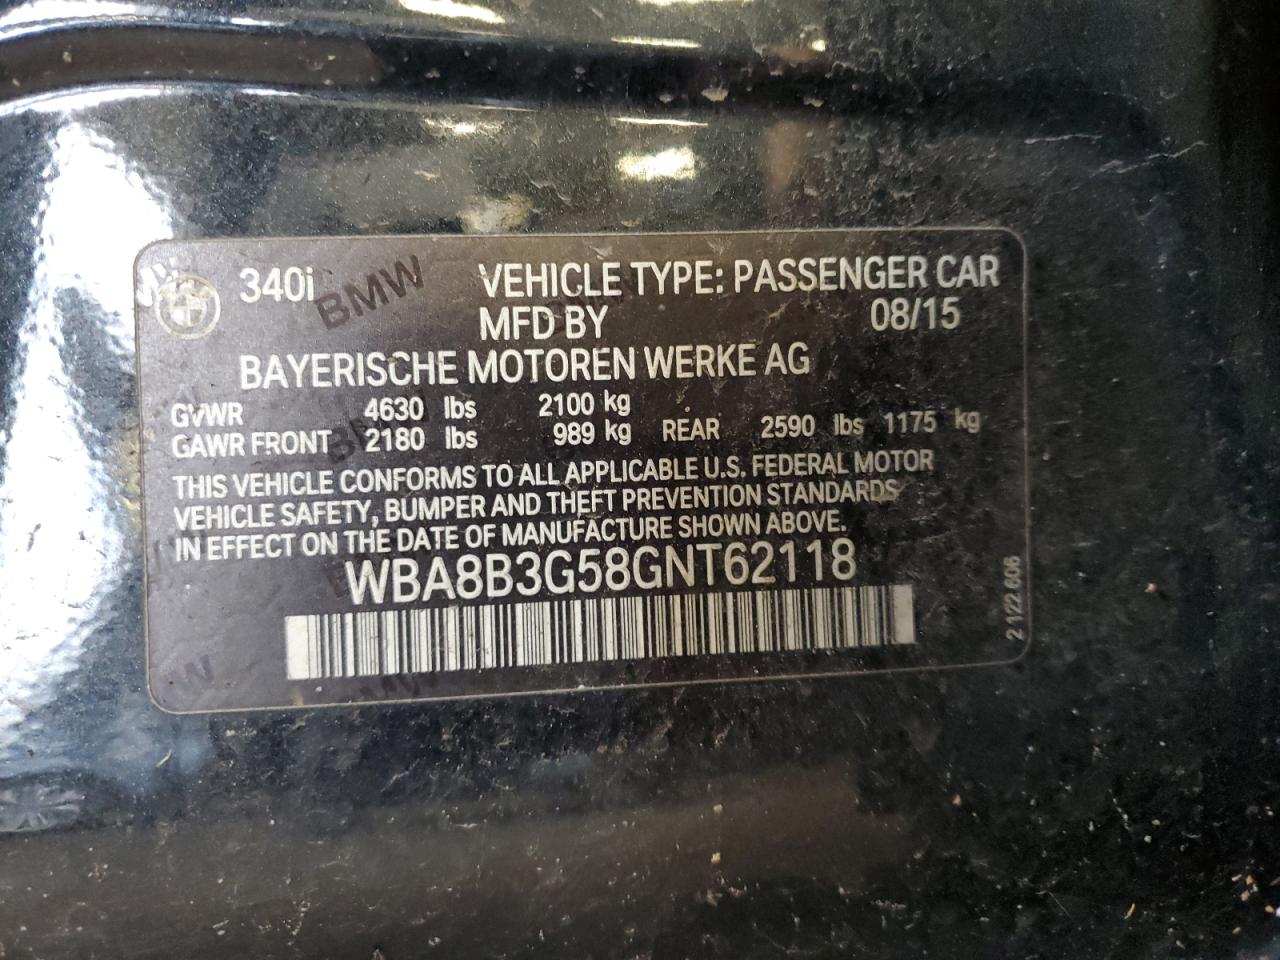 340i VEHICLE TYPE: PASSENGER CAR
MFD BY 08/15
BAYERISCHE MOTOREN WERKE AG
GVWR 4630 lbs 2100 kg
GAWR FRONT 2180 lbs 989 kg REAR 2590 lbs 1175 kg
THIS VEHICLE CONFORMS TO ALL APPLICABLE U.S. FEDERAL MOTOR
VEHICLE SAFETY, BUMPER AND THEFT PREVENTION STANDARDS
IN EFFECT ON THE DATE OF MANUFACTURE SHOWN ABOVE.
WBA8B3G58GNT62118
2 122 606
BMW
BMW
BMW